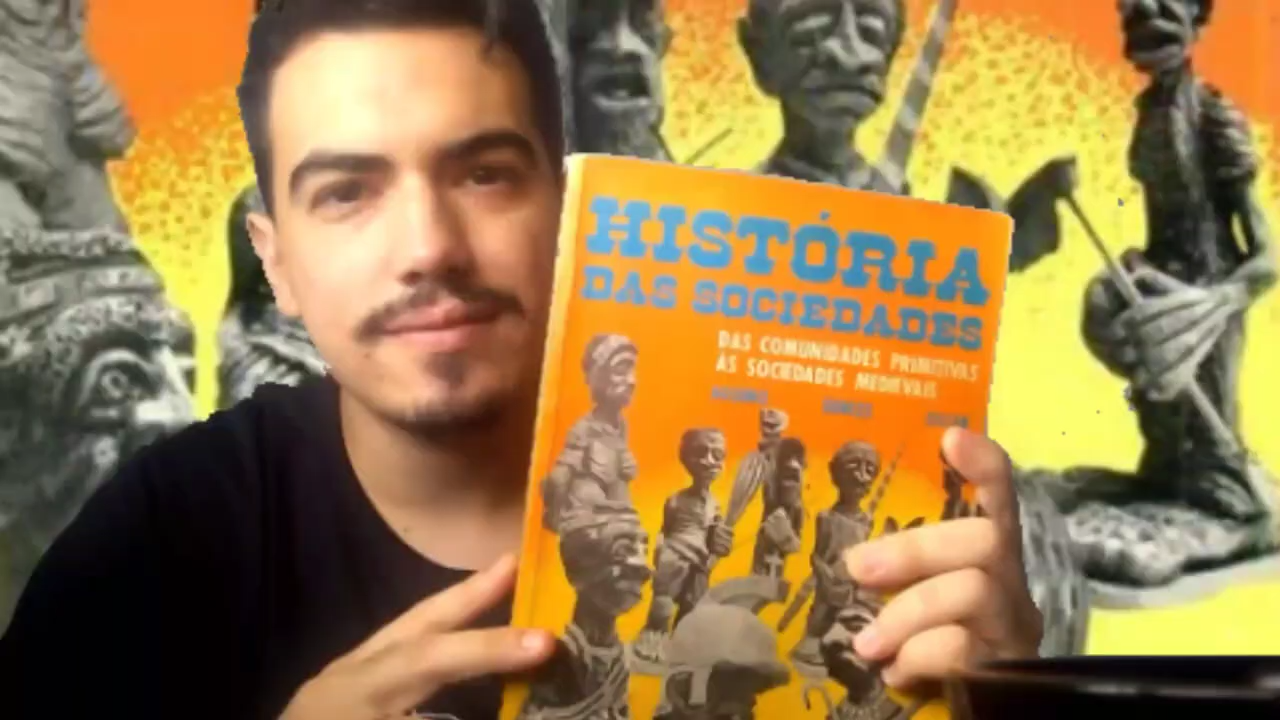 HISTÓRIA
DAS SOCIEDADES
DAS COMUNIDADES PRIMITIVAS
ÀS SOCIEDADES MEDIEVAIS